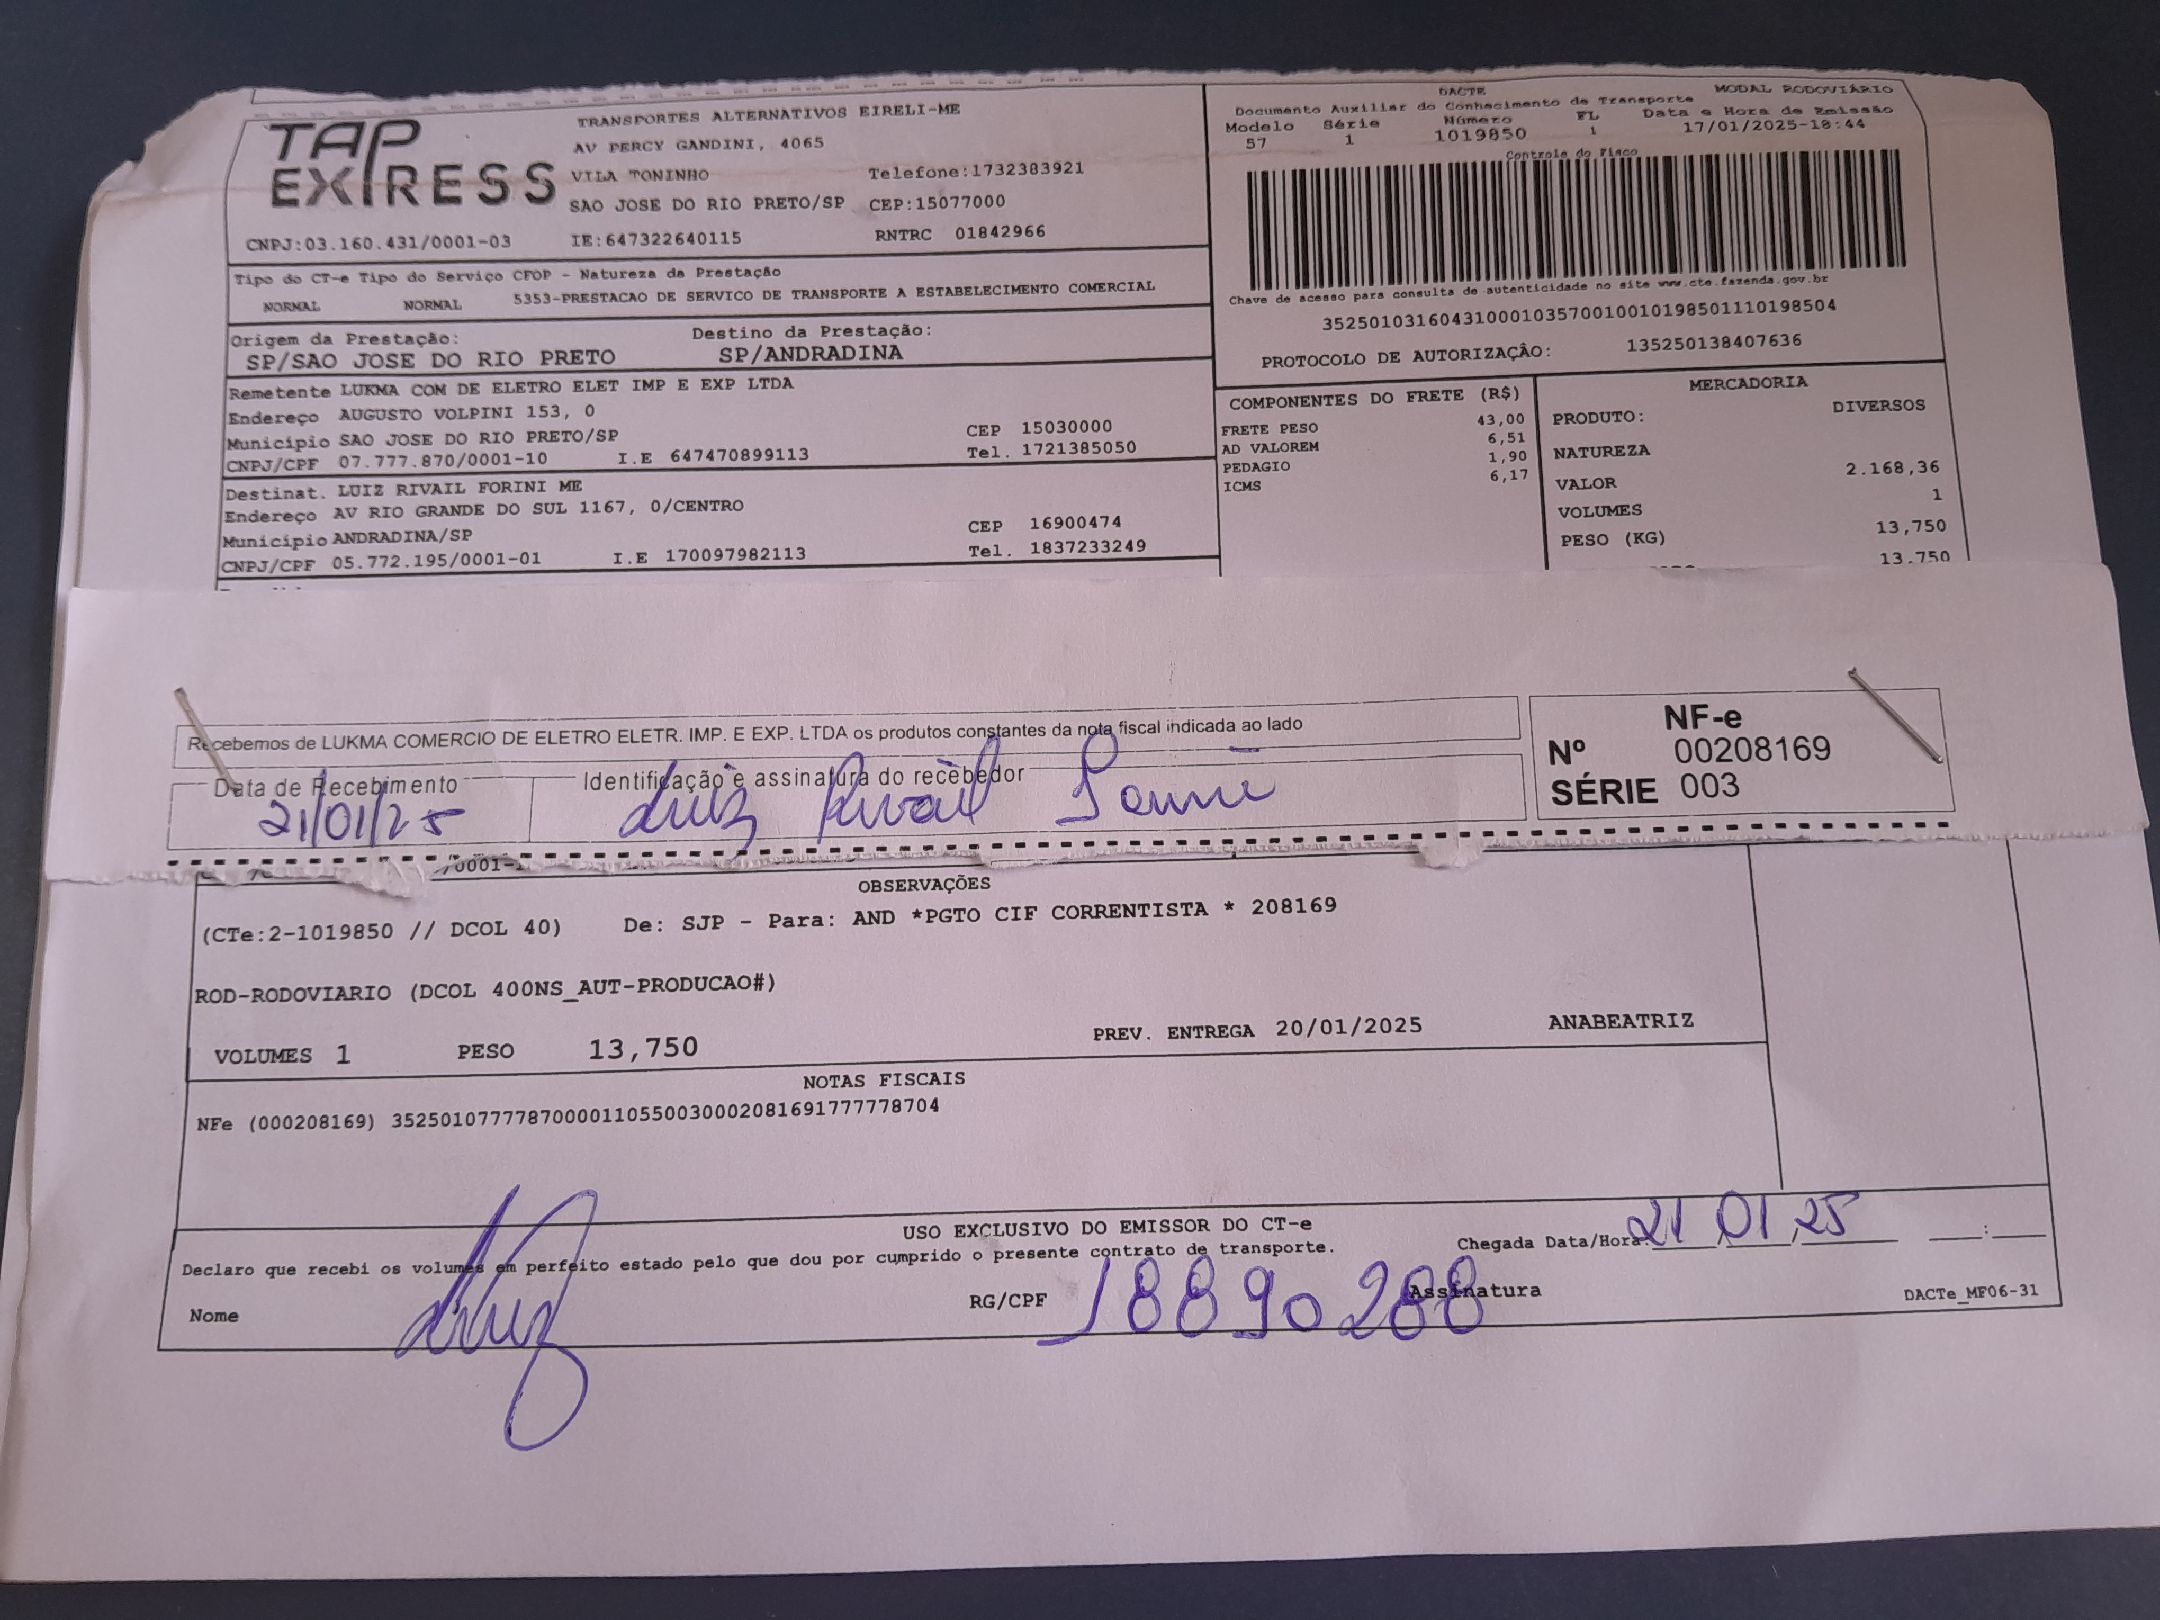 TAP EXPRESS
TRANSPORTES ALTERNATIVOS EIRELI-ME
AV PERCY GANDINI, 4065
VILA TONINHO Telefone:1732383921
SAO JOSE DO RIO PRETO/SP CEP:15077000
CNPJ:03.160.431/0001-03 IE:647322640115 RNTRC 01842966
DACTE MODAL RODOVIÁRIO
Documento Auxiliar do Conhecimento de Transporte
Modelo Série Número FL Data e Hora de Emissão
57 1 1019850 1 17/01/2025-18:44
Controle do Fisco
Chave de acesso para consulta de autenticidade no site www.cte.fazenda.gov.br
35250103160431000103570010010198501110198504
PROTOCOLO DE AUTORIZAÇÂO: 135250138407636
Tipo do CT-e Tipo do Serviço CFOP - Natureza da Prestação
NORMAL NORMAL 5353-PRESTACAO DE SERVICO DE TRANSPORTE A ESTABELECIMENTO COMERCIAL
Origem da Prestação: Destino da Prestação:
SP/SAO JOSE DO RIO PRETO SP/ANDRADINA
Remetente LUKMA COM DE ELETRO ELET IMP E EXP LTDA
Endereço AUGUSTO VOLPINI 153, 0
Município SAO JOSE DO RIO PRETO/SP CEP 15030000
CNPJ/CPF 07.777.870/0001-10 I.E 647470899113 Tel. 1721385050
Destinat. LUIZ RIVAIL FORINI ME
Endereço AV RIO GRANDE DO SUL 1167, 0/CENTRO
Município ANDRADINA/SP CEP 16900474
CNPJ/CPF 05.772.195/0001-01 I.E 170097982113 Tel. 1837233249
COMPONENTES DO FRETE (R$)
FRETE PESO 43,00
AD VALOREM 6,51
PEDAGIO 1,90
ICMS 6,17
MERCADORIA
PRODUTO: DIVERSOS
NATUREZA
VALOR 2.168,36
VOLUMES 1
PESO (KG) 13,750
13.750
Recebemos de LUKMA COMERCIO DE ELETRO ELETR. IMP. E EXP. LTDA os produtos constantes da nota fiscal indicada ao lado
Data de Recebimento Identificação e assinatura do recebedor
21/01/25 Luiz Rivail Forini
NF-e
Nº 00208169
SÉRIE 003
/0001-
OBSERVAÇÕES
(CTe:2-1019850 // DCOL 40) De: SJP - Para: AND *PGTO CIF CORRENTISTA * 208169
ROD-RODOVIARIO (DCOL 400NS_AUT-PRODUCAO#)
VOLUMES 1 PESO 13,750 PREV. ENTREGA 20/01/2025 ANABEATRIZ
NOTAS FISCAIS
NFe (000208169) 35250107777870000110550030002081691777778704
USO EXCLUSIVO DO EMISSOR DO CT-e
Declaro que recebi os volumes em perfeito estado pelo que dou por cumprido o presente contrato de transporte.
Chegada Data/Hora: 21 01 25 :
Nome RG/CPF 18890288 Assinatura
DACTe_MF06-31